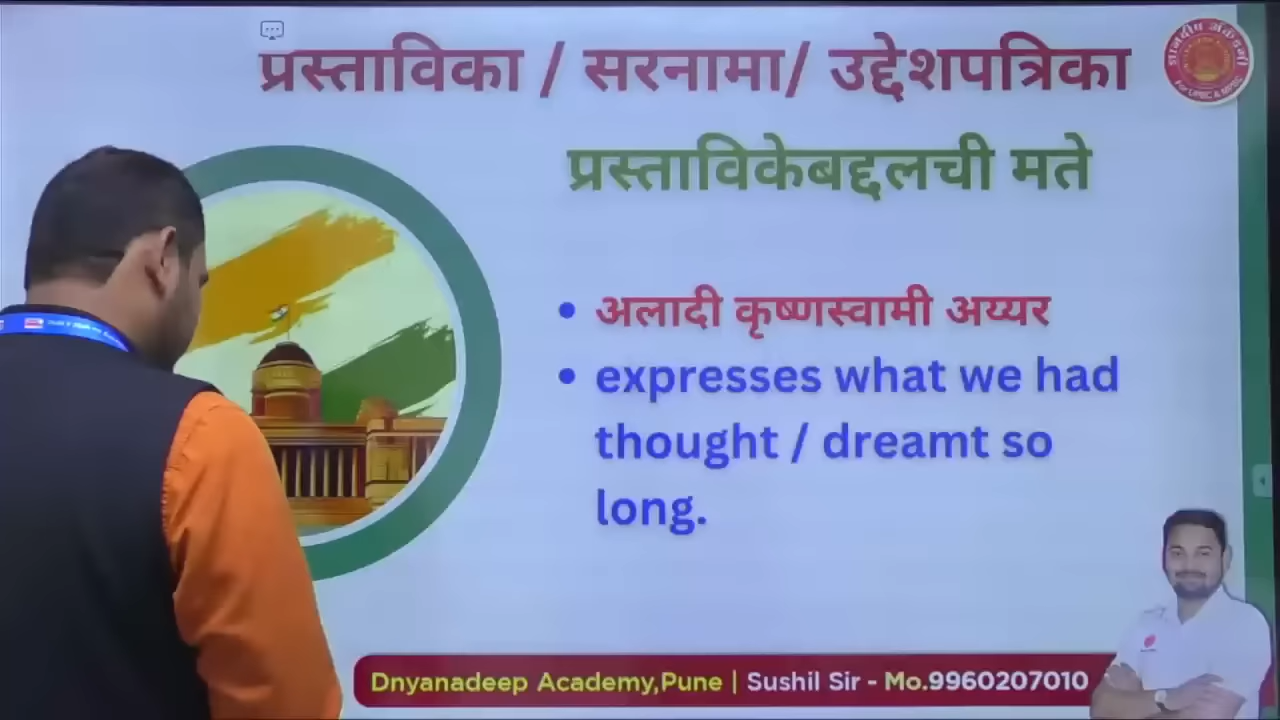 प्रस्ताविका / सरनामा/ उद्देशपत्रिका
प्रस्ताविकेबद्दलची मते
• अलादी कृष्णस्वामी अय्यर
• expresses what we had
thought / dreamt so
long.
Dnyanadeep Academy,Pune | Sushil Sir - Mo.9960207010